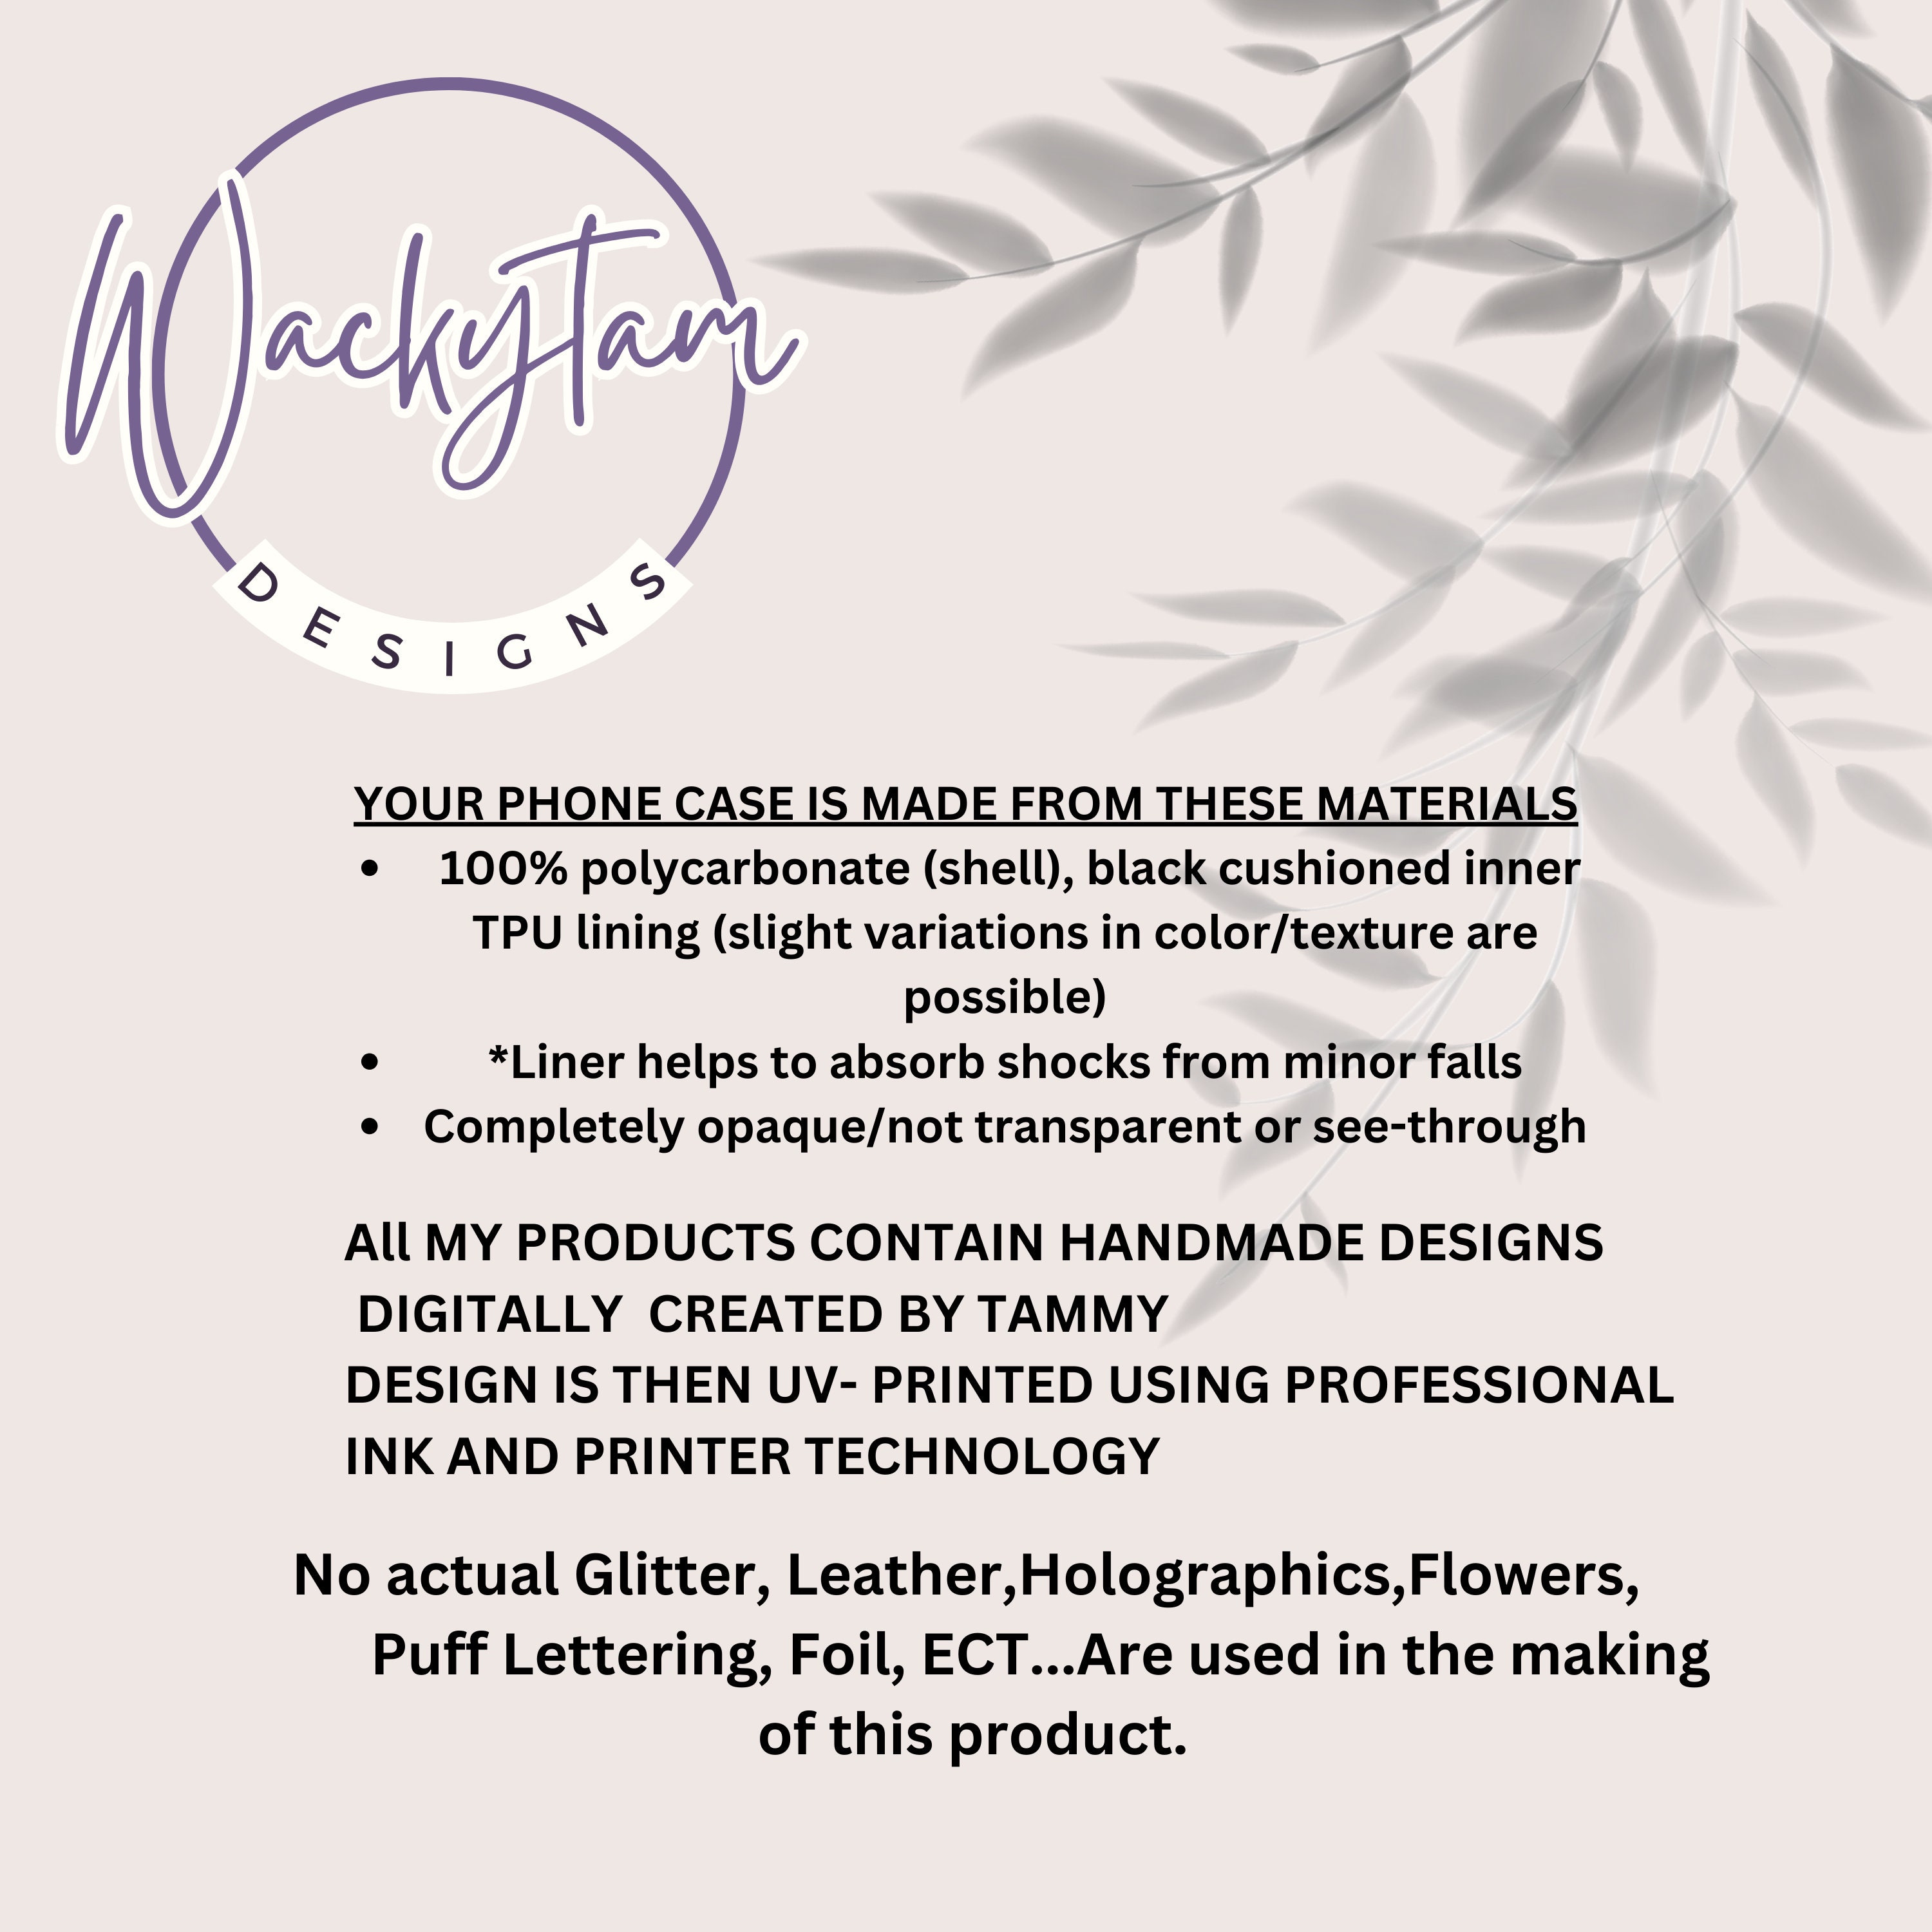 WackyTam
DESIGNS
YOUR PHONE CASE IS MADE FROM THESE MATERIALS
• 100% polycarbonate (shell), black cushioned inner
TPU lining (slight variations in color/texture are
possible)
• *Liner helps to absorb shocks from minor falls
• Completely opaque/not transparent or see-through
All MY PRODUCTS CONTAIN HANDMADE DESIGNS
DIGITALLY CREATED BY TAMMY
DESIGN IS THEN UV- PRINTED USING PROFESSIONAL
INK AND PRINTER TECHNOLOGY
No actual Glitter, Leather,Holographics,Flowers,
Puff Lettering, Foil, ECT...Are used in the making
of this product.